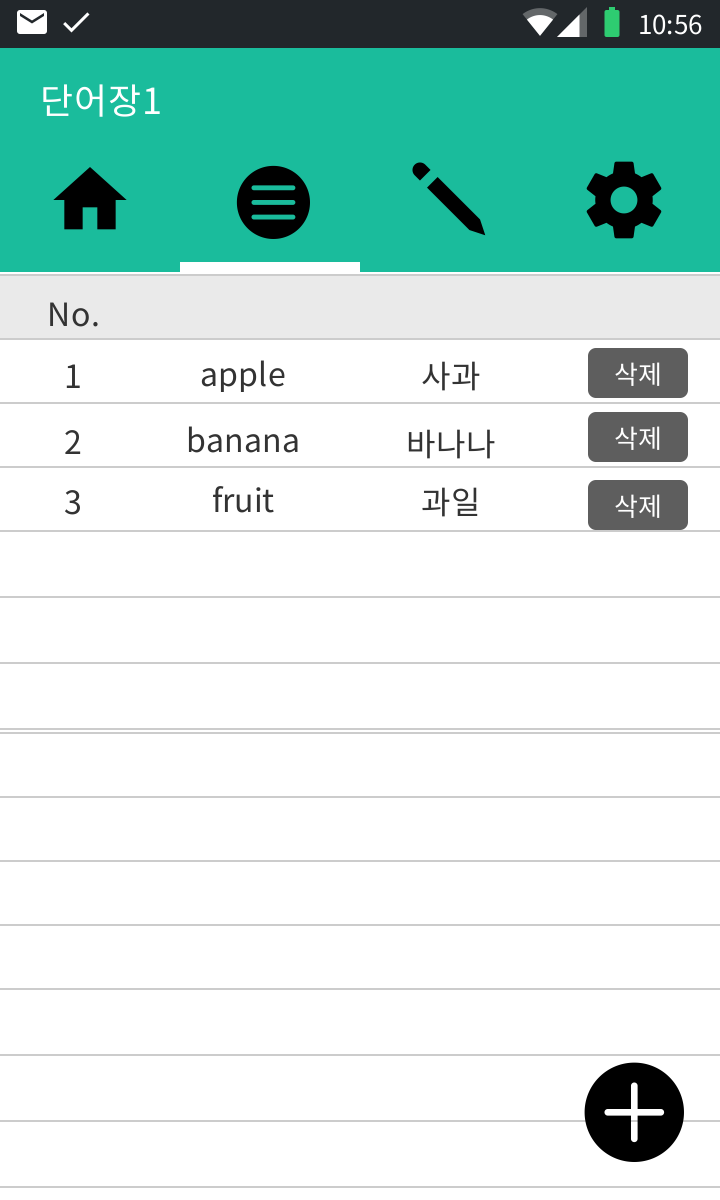 10:56
단어장1
No.
1 apple 사과 삭제
2 banana 바나나 삭제
3 fruit 과일 삭제